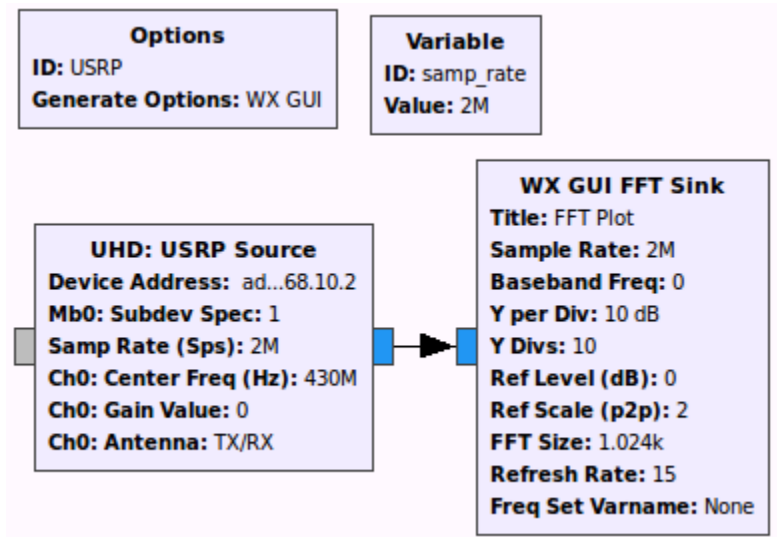 Options
ID: USRP
Generate Options: WX GUI
Variable
ID: samp_rate
Value: 2M
UHD: USRP Source
Device Address: ad...68.10.2
Mb0: Subdev Spec: 1
Samp Rate (Sps): 2M
Ch0: Center Freq (Hz): 430M
Ch0: Gain Value: 0
Ch0: Antenna: TX/RX
WX GUI FFT Sink
Title: FFT Plot
Sample Rate: 2M
Baseband Freq: 0
Y per Div: 10 dB
Y Divs: 10
Ref Level (dB): 0
Ref Scale (p2p): 2
FFT Size: 1.024k
Refresh Rate: 15
Freq Set Varname: None